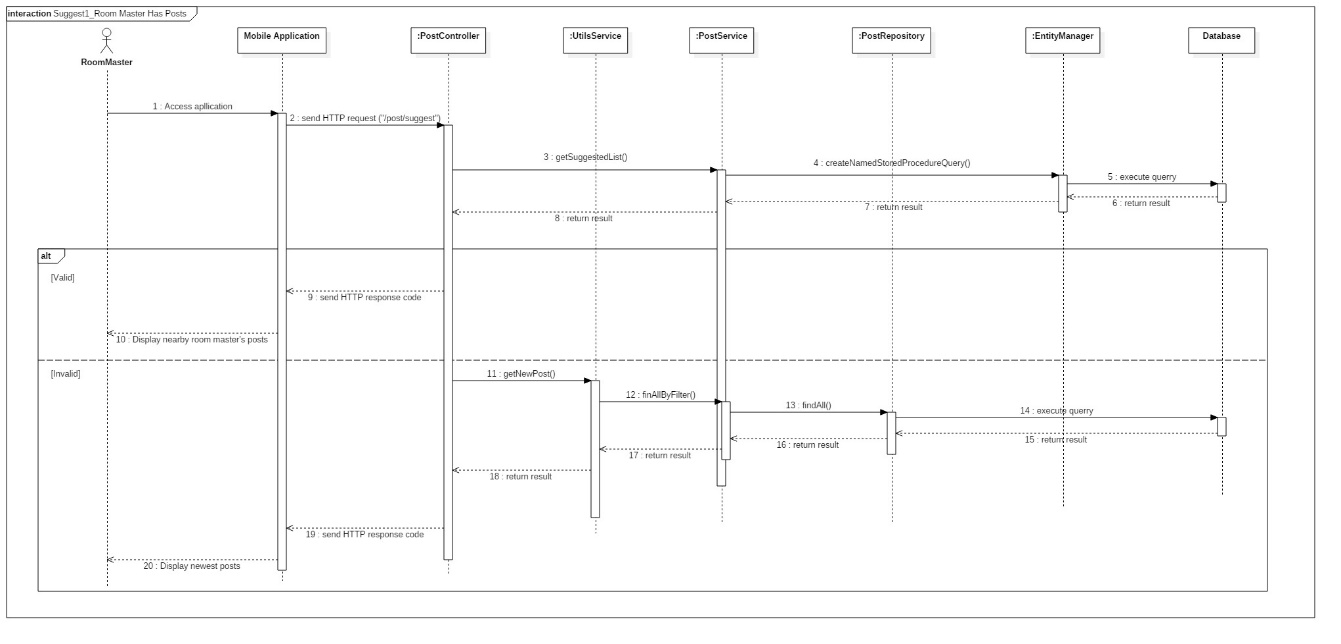 interaction Suggest1_Room Master Has Posts
Mobile Application
:PostController
:UtilsService
:PostService
:PostRepository
:EntityManager
Database
RoomMaster
1 : Access apllication
2 : send HTTP request ("/post/suggest")
3 : getSuggestedList()
4 : createNamedStoredProcedureQuery()
5 : execute querry
6 : return result
7 : return result
8 : return result
alt
[Valid]
9 : send HTTP response code
10 : Display nearby room master's posts
[Invalid]
11 : getNewPost()
12 : finAllByFilter()
13 : findAll()
14 : execute querry
15 : return result
16 : return result
17 : return result
18 : return result
19 : send HTTP response code
20 : Display newest posts